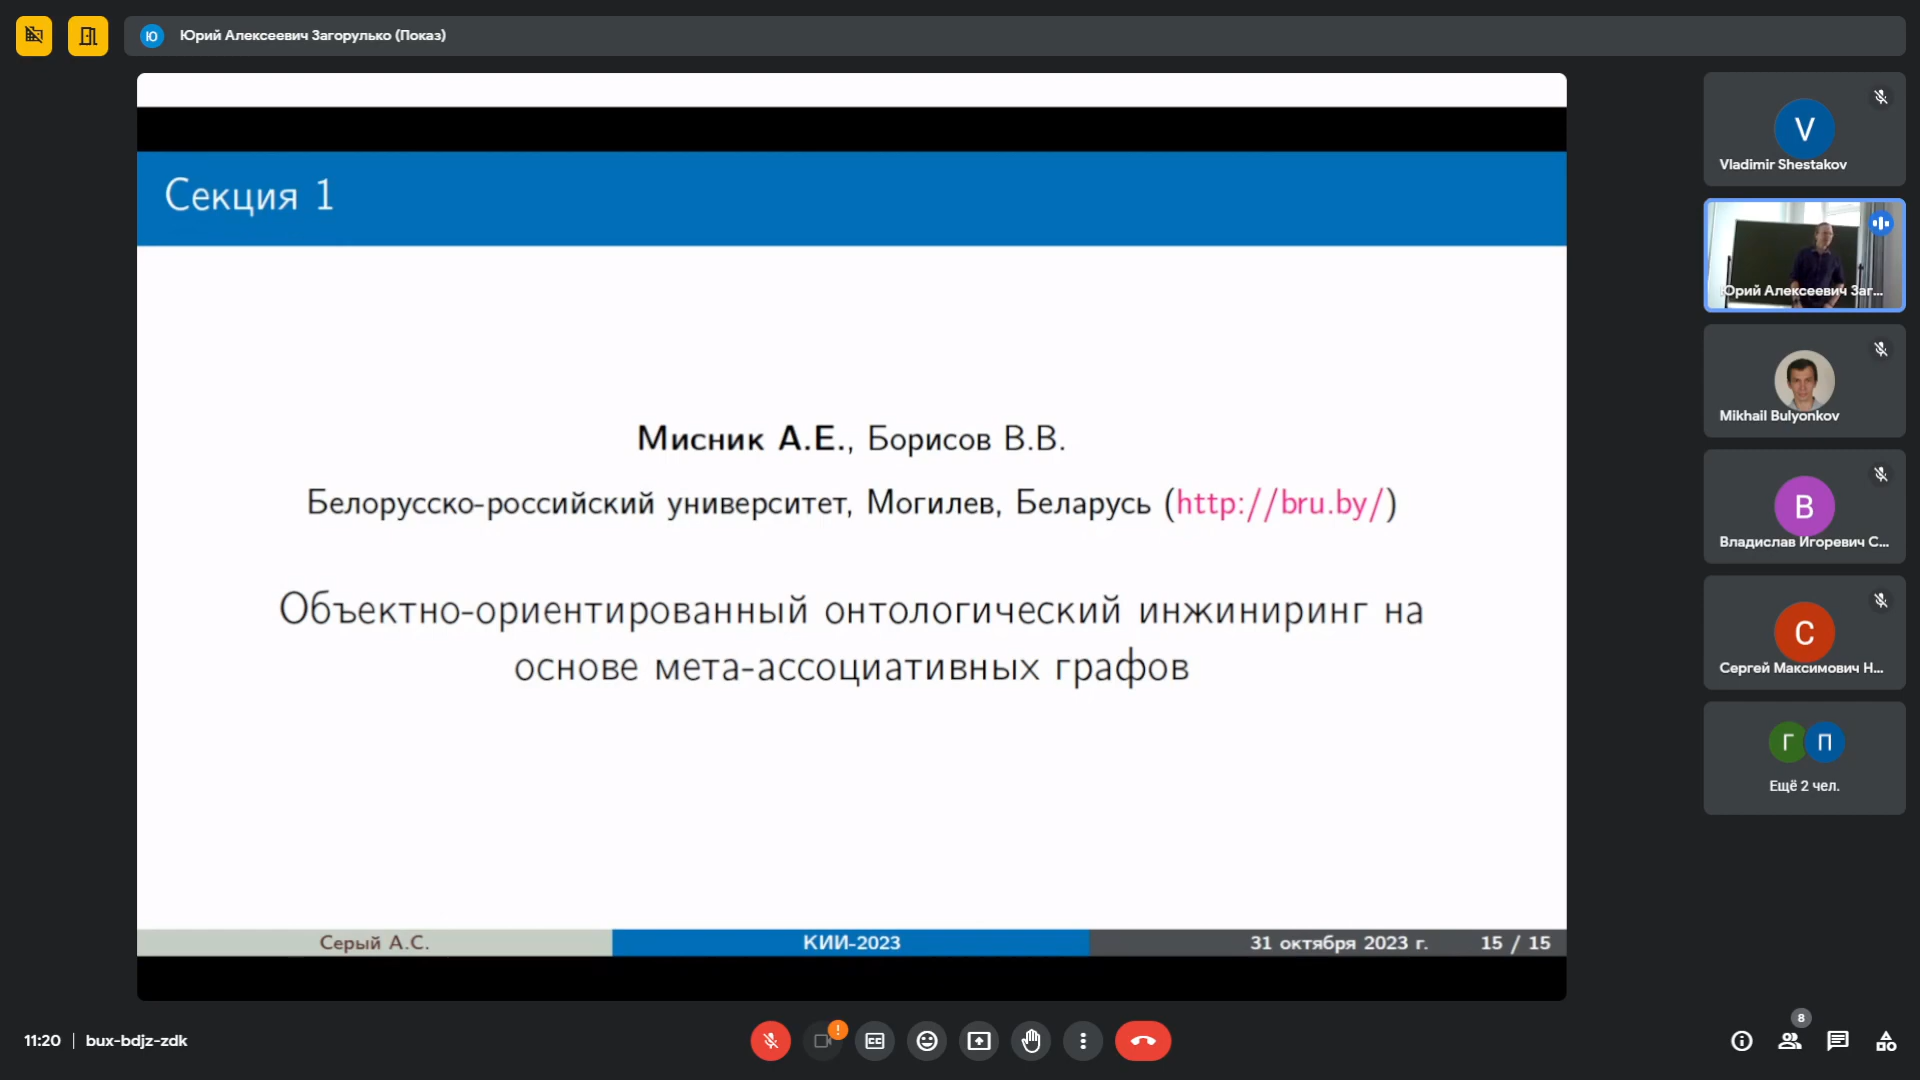 Ю Юрий Алексеевич Загорулько (Показ)
Секция 1
Мисник А.Е., Борисов В.В.
Белорусско-российский университет, Могилев, Беларусь (http://bru.by/)
Объектно-ориентированный онтологический инжиниринг на
основе мета-ассоциативных графов
Серый А.С. КИИ-2023 31 октября 2023 г. 15 / 15
V
Vladimir Shestakov
Юрий Алексеевич Заг...
Mikhail Bulyonkov
В
Владислав Игоревич С...
С
Сергей Максимович Н...
Г П
Ещё 2 чел.
11:20 | bux-bdjz-zdk
!
CC
8